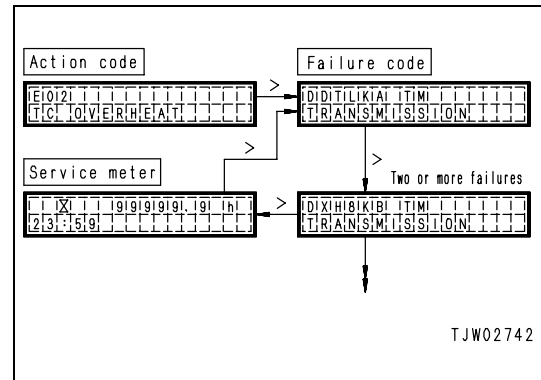 Action code
Failure code
E02
TC OVERHEAT
>
DDTLKA TM
TRANSMISSION
>
Service meter
>
Two or more failures
99999.9 h
23:59
>
DXH8KB TM
TRANSMISSION
TJW02742